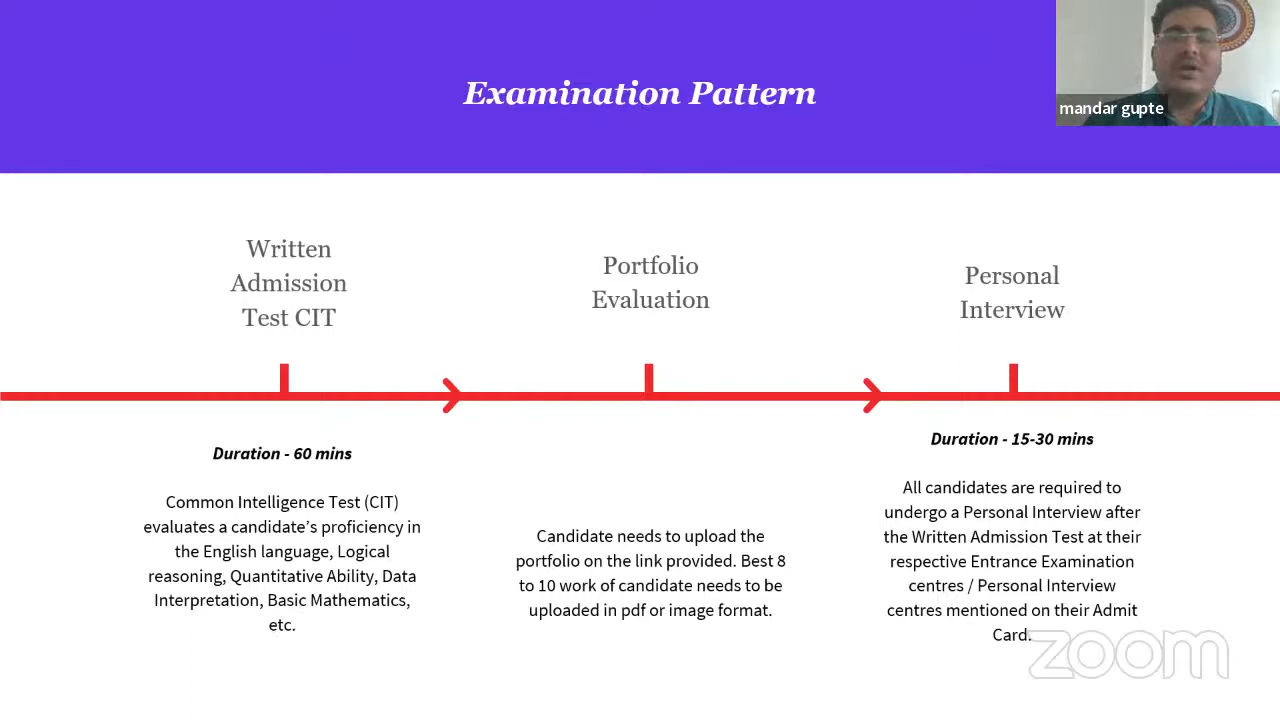 Examination Pattern
mandar gupte
Written
Admission
Test CIT
Portfolio
Evaluation
Personal
Interview
Duration - 60 mins
Common Intelligence Test (CIT)
evaluates a candidate’s proficiency in
the English language, Logical
reasoning, Quantitative Ability, Data
Interpretation, Basic Mathematics,
etc.
Candidate needs to upload the
portfolio on the link provided. Best 8
to 10 work of candidate needs to be
uploaded in pdf or image format.
Duration - 15-30 mins
All candidates are required to
undergo a Personal Interview after
the Written Admission Test at their
respective Entrance Examination
centres / Personal Interview
centres mentioned on their Admit
Card.
zoom